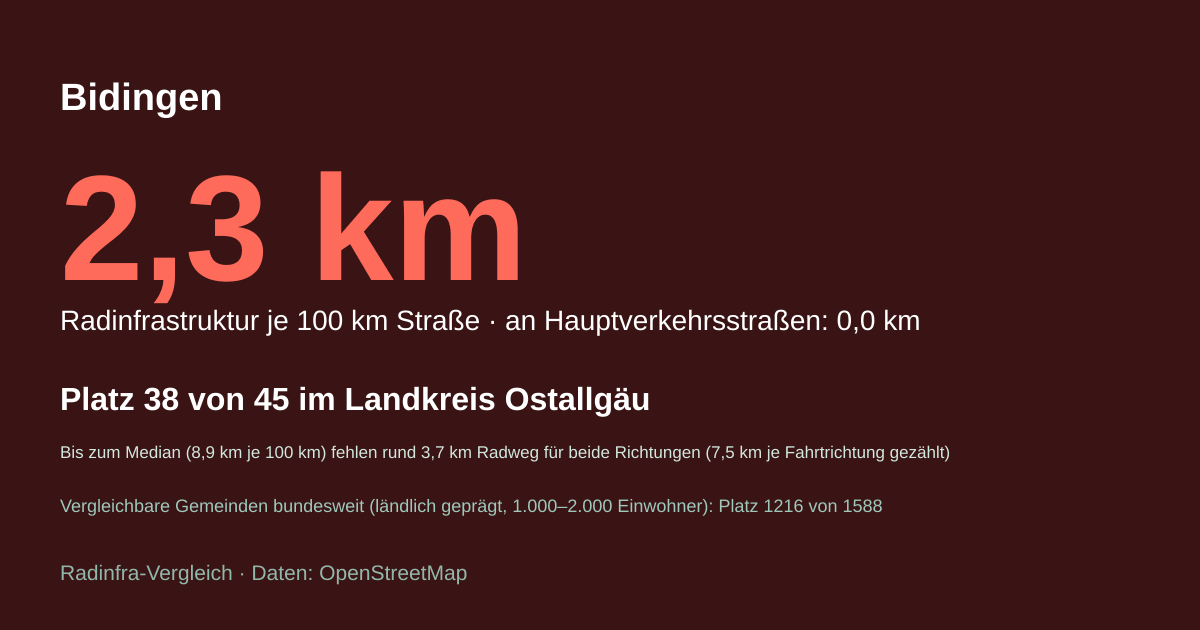 Bidingen
2,3 km
Radinfrastruktur je 100 km Straße · an Hauptverkehrsstraßen: 0,0 km
Platz 38 von 45 im Landkreis Ostallgäu
Bis zum Median (8,9 km je 100 km) fehlen rund 3,7 km Radweg für beide Richtungen (7,5 km je Fahrtrichtung gezählt)
Vergleichbare Gemeinden bundesweit (ländlich geprägt, 1.000–2.000 Einwohner): Platz 1216 von 1588
Radinfra-Vergleich · Daten: OpenStreetMap